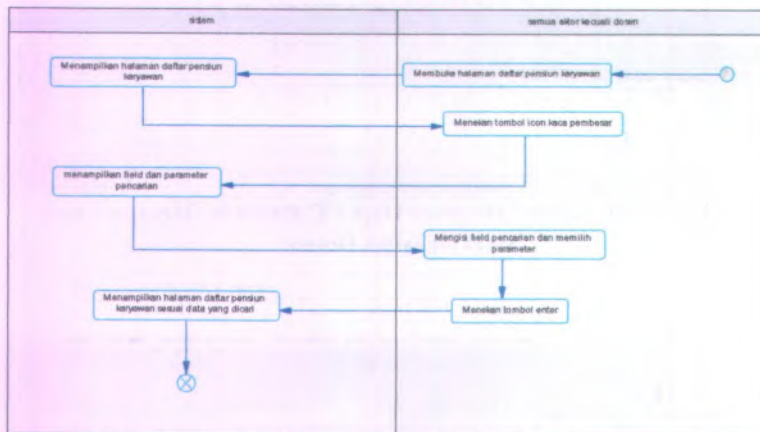 sistem
semua aktor kecuali dosen
Menampilkan halaman daftar pensiun
karyawan
Membuka halaman daftar pensiun karyawan
Menekan tombol icon kaca pembesar
menampilkan field dan parameter
pencarian
Mengisi field pencarian dan memilih
parameter
Menekan tombol enter
Menampilkan halaman daftar pensiun
karyawan sesuai data yang dicari